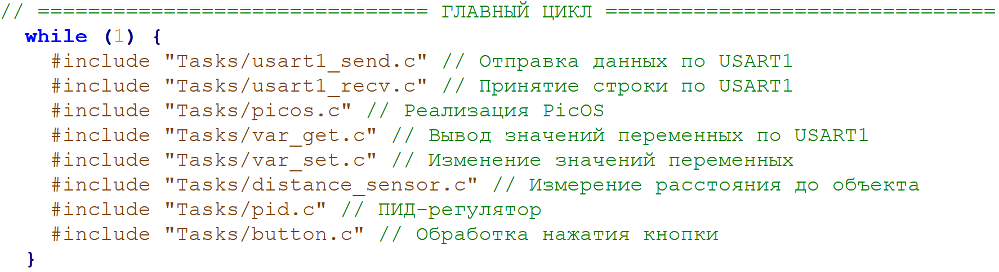 // =============================== ГЛАВНЫЙ ЦИКЛ ===============================
while (1) {
#include "Tasks/usart1_send.c" // Отправка данных по USART1
#include "Tasks/usart1_recv.c" // Принятие строки по USART1
#include "Tasks/picos.c" // Реализация PicOS
#include "Tasks/var_get.c" // Вывод значений переменных по USART1
#include "Tasks/var_set.c" // Изменение значений переменных
#include "Tasks/distance_sensor.c" // Измерение расстояния до объекта
#include "Tasks/pid.c" // ПИД-регулятор
#include "Tasks/button.c" // Обработка нажатия кнопки
}